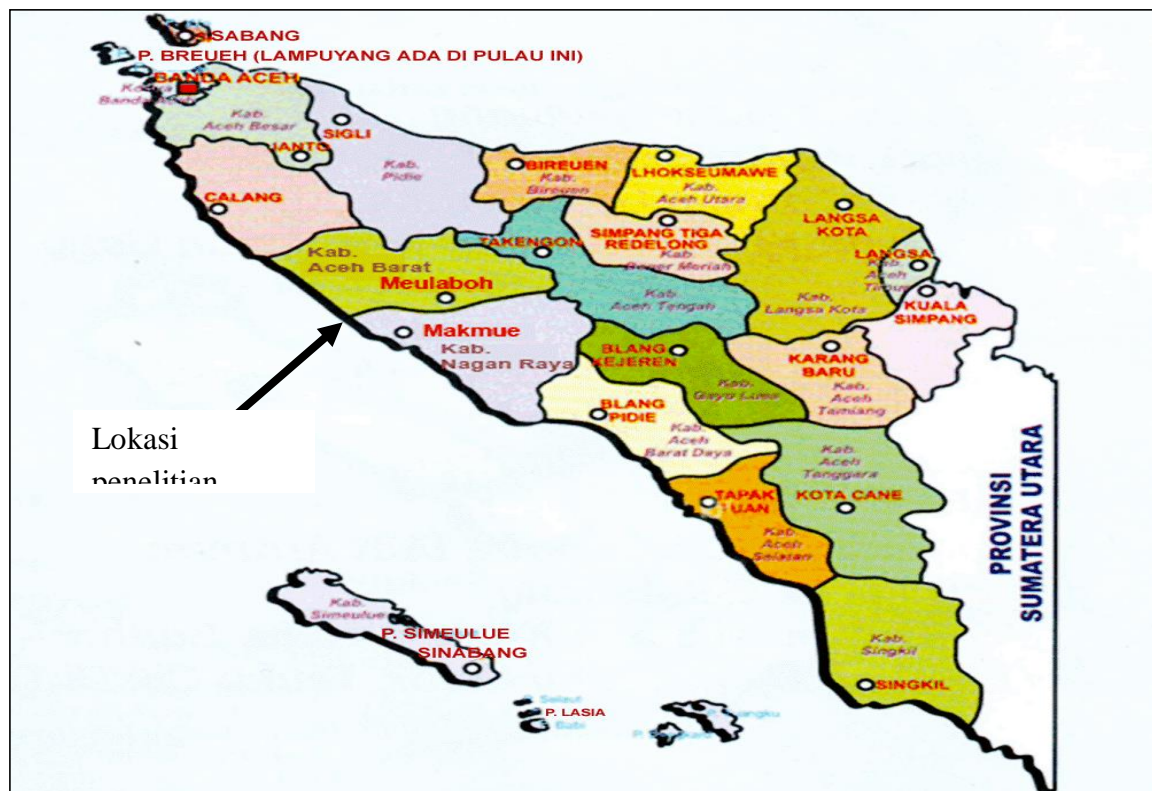 SSABANG
P. BREUEH (LAMPUYANG ADA DI PULAU INI)
BANDA ACEH
Banda Aceh
Kab.
Aceh Besar
JANTO
SIGLI
Kab.
Pidie
BIREUEN
Kab.
Bireuen
LHOKSEUMAWE
Kab.
Aceh Utara
CALANG
TAKENGON
SIMPANG TIGA
REDELONG
Kab
Bener Meriah
LANGSA
KOTA
LANGSA
Kab.
Aceh
Timur
Kab.
Aceh Barat
Meulaboh
Kab.
Aceh Tengah
Kab.
Langsa Kota
KUALA
SIMPANG
Makmue
Kab.
Nagan Raya
BLANG
KEJEREN
Kab.
Gayo Lues
KARANG
BARU
Kab.
Aceh
Tamiang
BLANG
PIDIE
Kab.
Aceh
Barat Daya
Lokasi
penelitian
Kab.
Aceh
Tenggara
KOTA CANE
TAPAK
TUAN
Kab.
Aceh
Selatan
PROVINSI
SUMATERA UTARA
Kab.
Simeulue
P. SIMEULUE
SINABANG
Kab.
Singkil
SINGKIL
P. LASIA